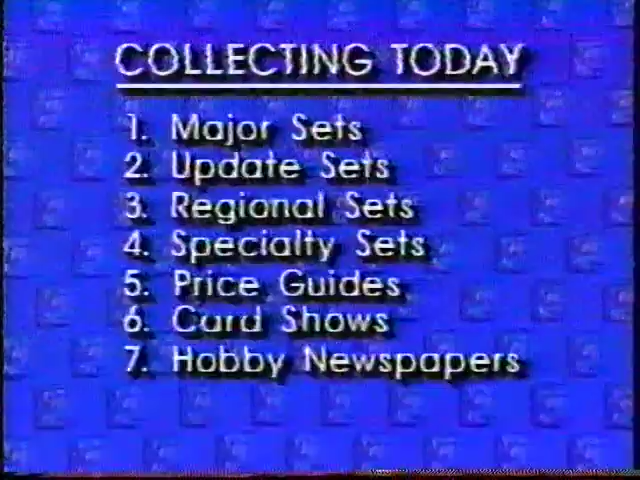 COLLECTING TODAY
1. Major Sets
2. Update Sets
3. Regional Sets
4. Specialty Sets
5. Price Guides
6. Card Shows
7. Hobby Newspapers